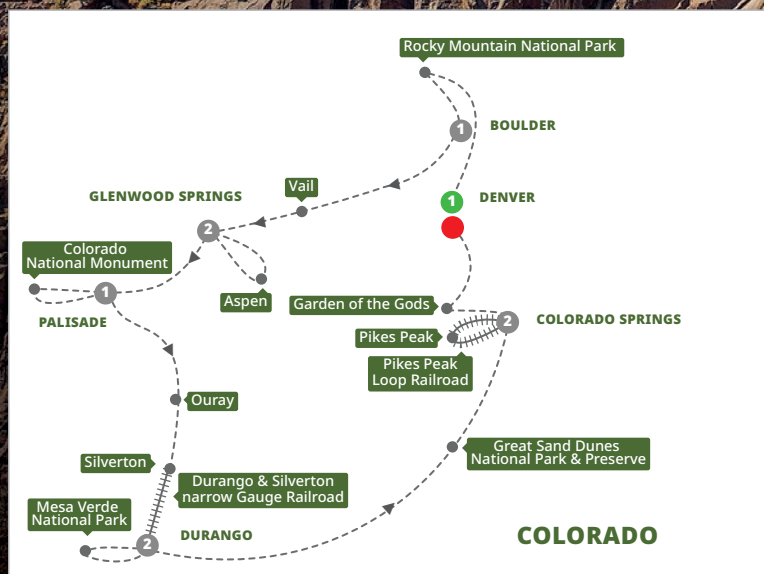 Rocky Mountain National Park
1
BOULDER
Vail
GLENWOOD SPRINGS
1
DENVER
2
Colorado
National Monument
1
Aspen
PALISADE
Garden of the Gods
2
COLORADO SPRINGS
Pikes Peak
Pikes Peak
Loop Railroad
Ouray
Great Sand Dunes
National Park & Preserve
Silverton
Durango & Silverton
narrow Gauge Railroad
Mesa Verde
National Park
2
DURANGO
COLORADO